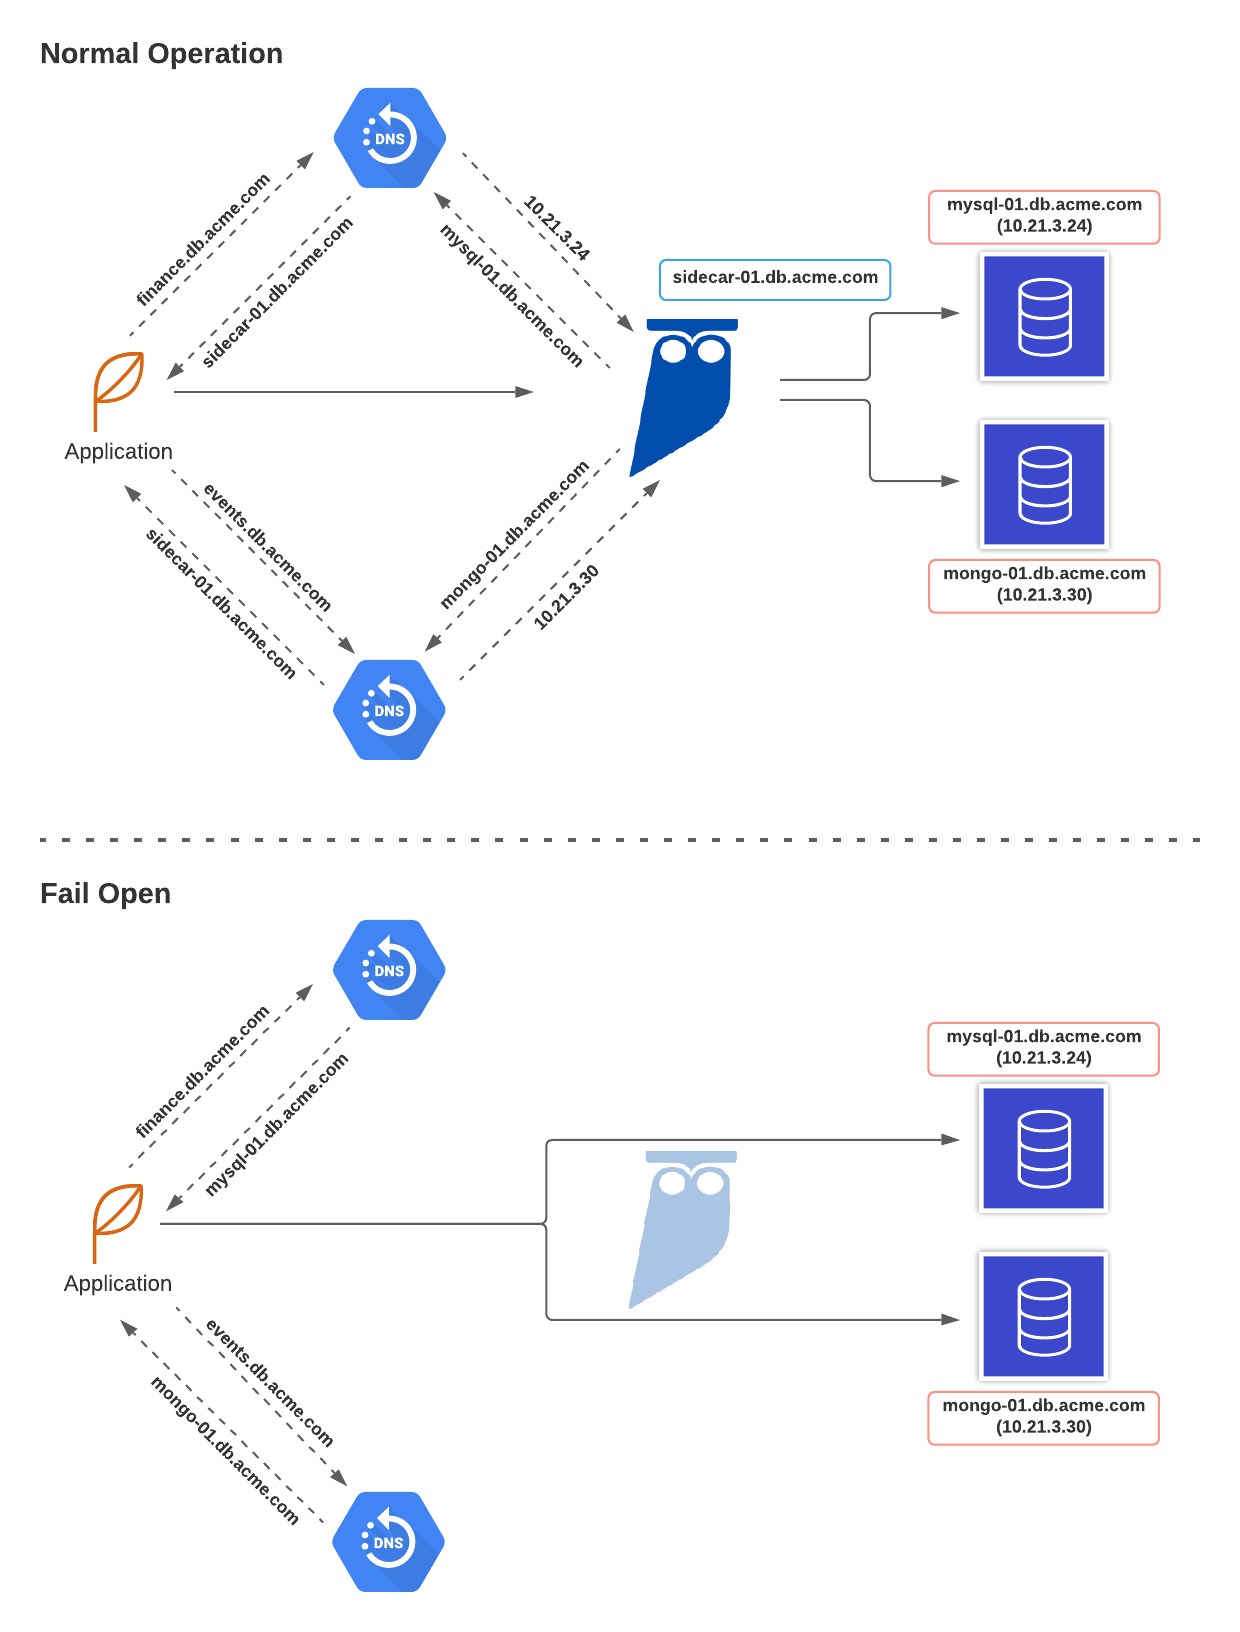 Normal Operation
DNS
finance.db.acme.com
sidecar-01.db.acme.com
10.21.3.24
mysql-01.db.acme.com
mysql-01.db.acme.com
(10.21.3.24)
sidecar-01.db.acme.com
Application
events.db.acme.com
sidecar-01.db.acme.com
mongo-01.db.acme.com
10.21.3.30
mongo-01.db.acme.com
(10.21.3.30)
DNS
Fail Open
DNS
finance.db.acme.com
mysql-01.db.acme.com
mysql-01.db.acme.com
(10.21.3.24)
Application
events.db.acme.com
mongo-01.db.acme.com
mongo-01.db.acme.com
(10.21.3.30)
DNS